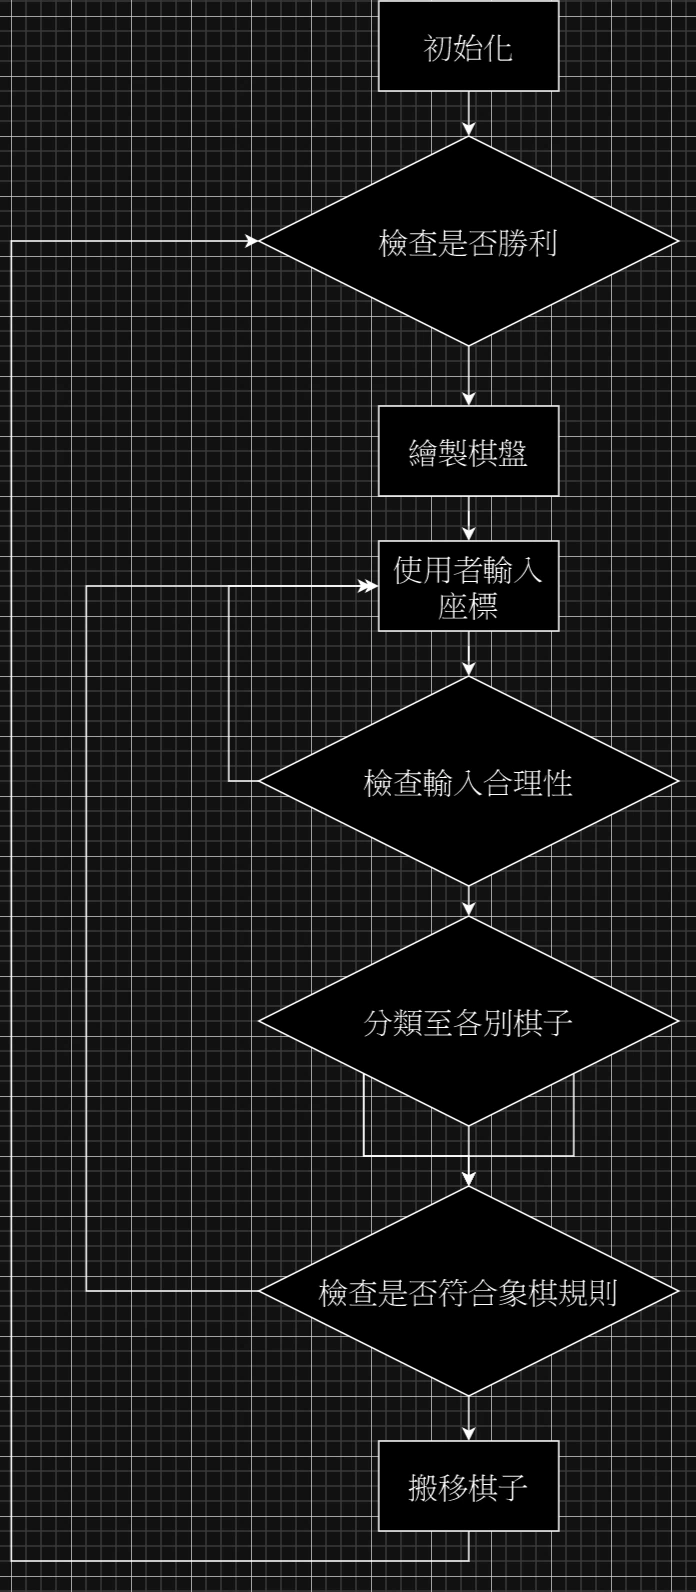 初始化
檢查是否勝利
繪製棋盤
使用者輸入
座標
檢查輸入合理性
分類至各別棋子
檢查是否符合象棋規則
搬移棋子